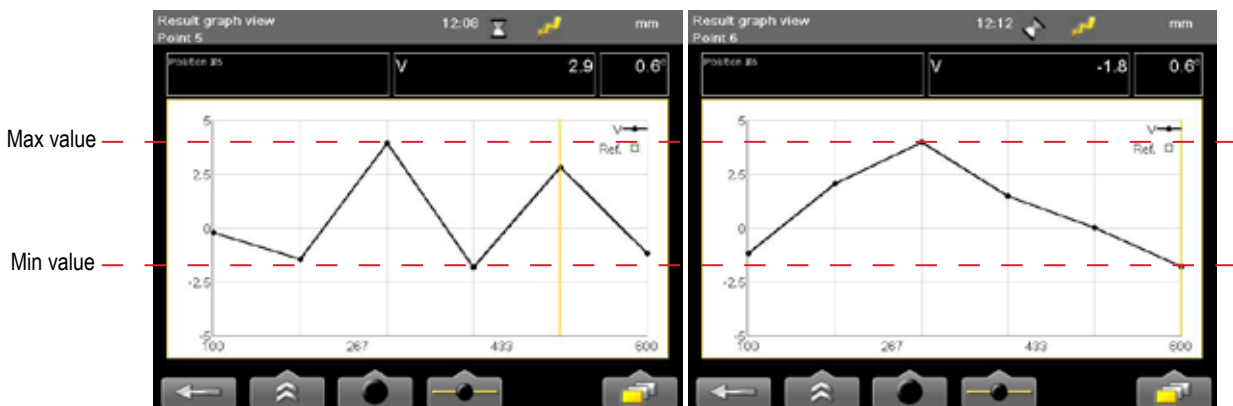 Result graph view 12:08 mm
Point 5
V 2.9 0.6°
5
V
Max value
Ref.
2.5
0
Min value
-2.5
-5
100 267 433 600
Result graph view 12:12 mm
Point 6
V -1.8 0.6°
5
V
Ref.
2.5
0
-2.5
-5
100 267 433 600